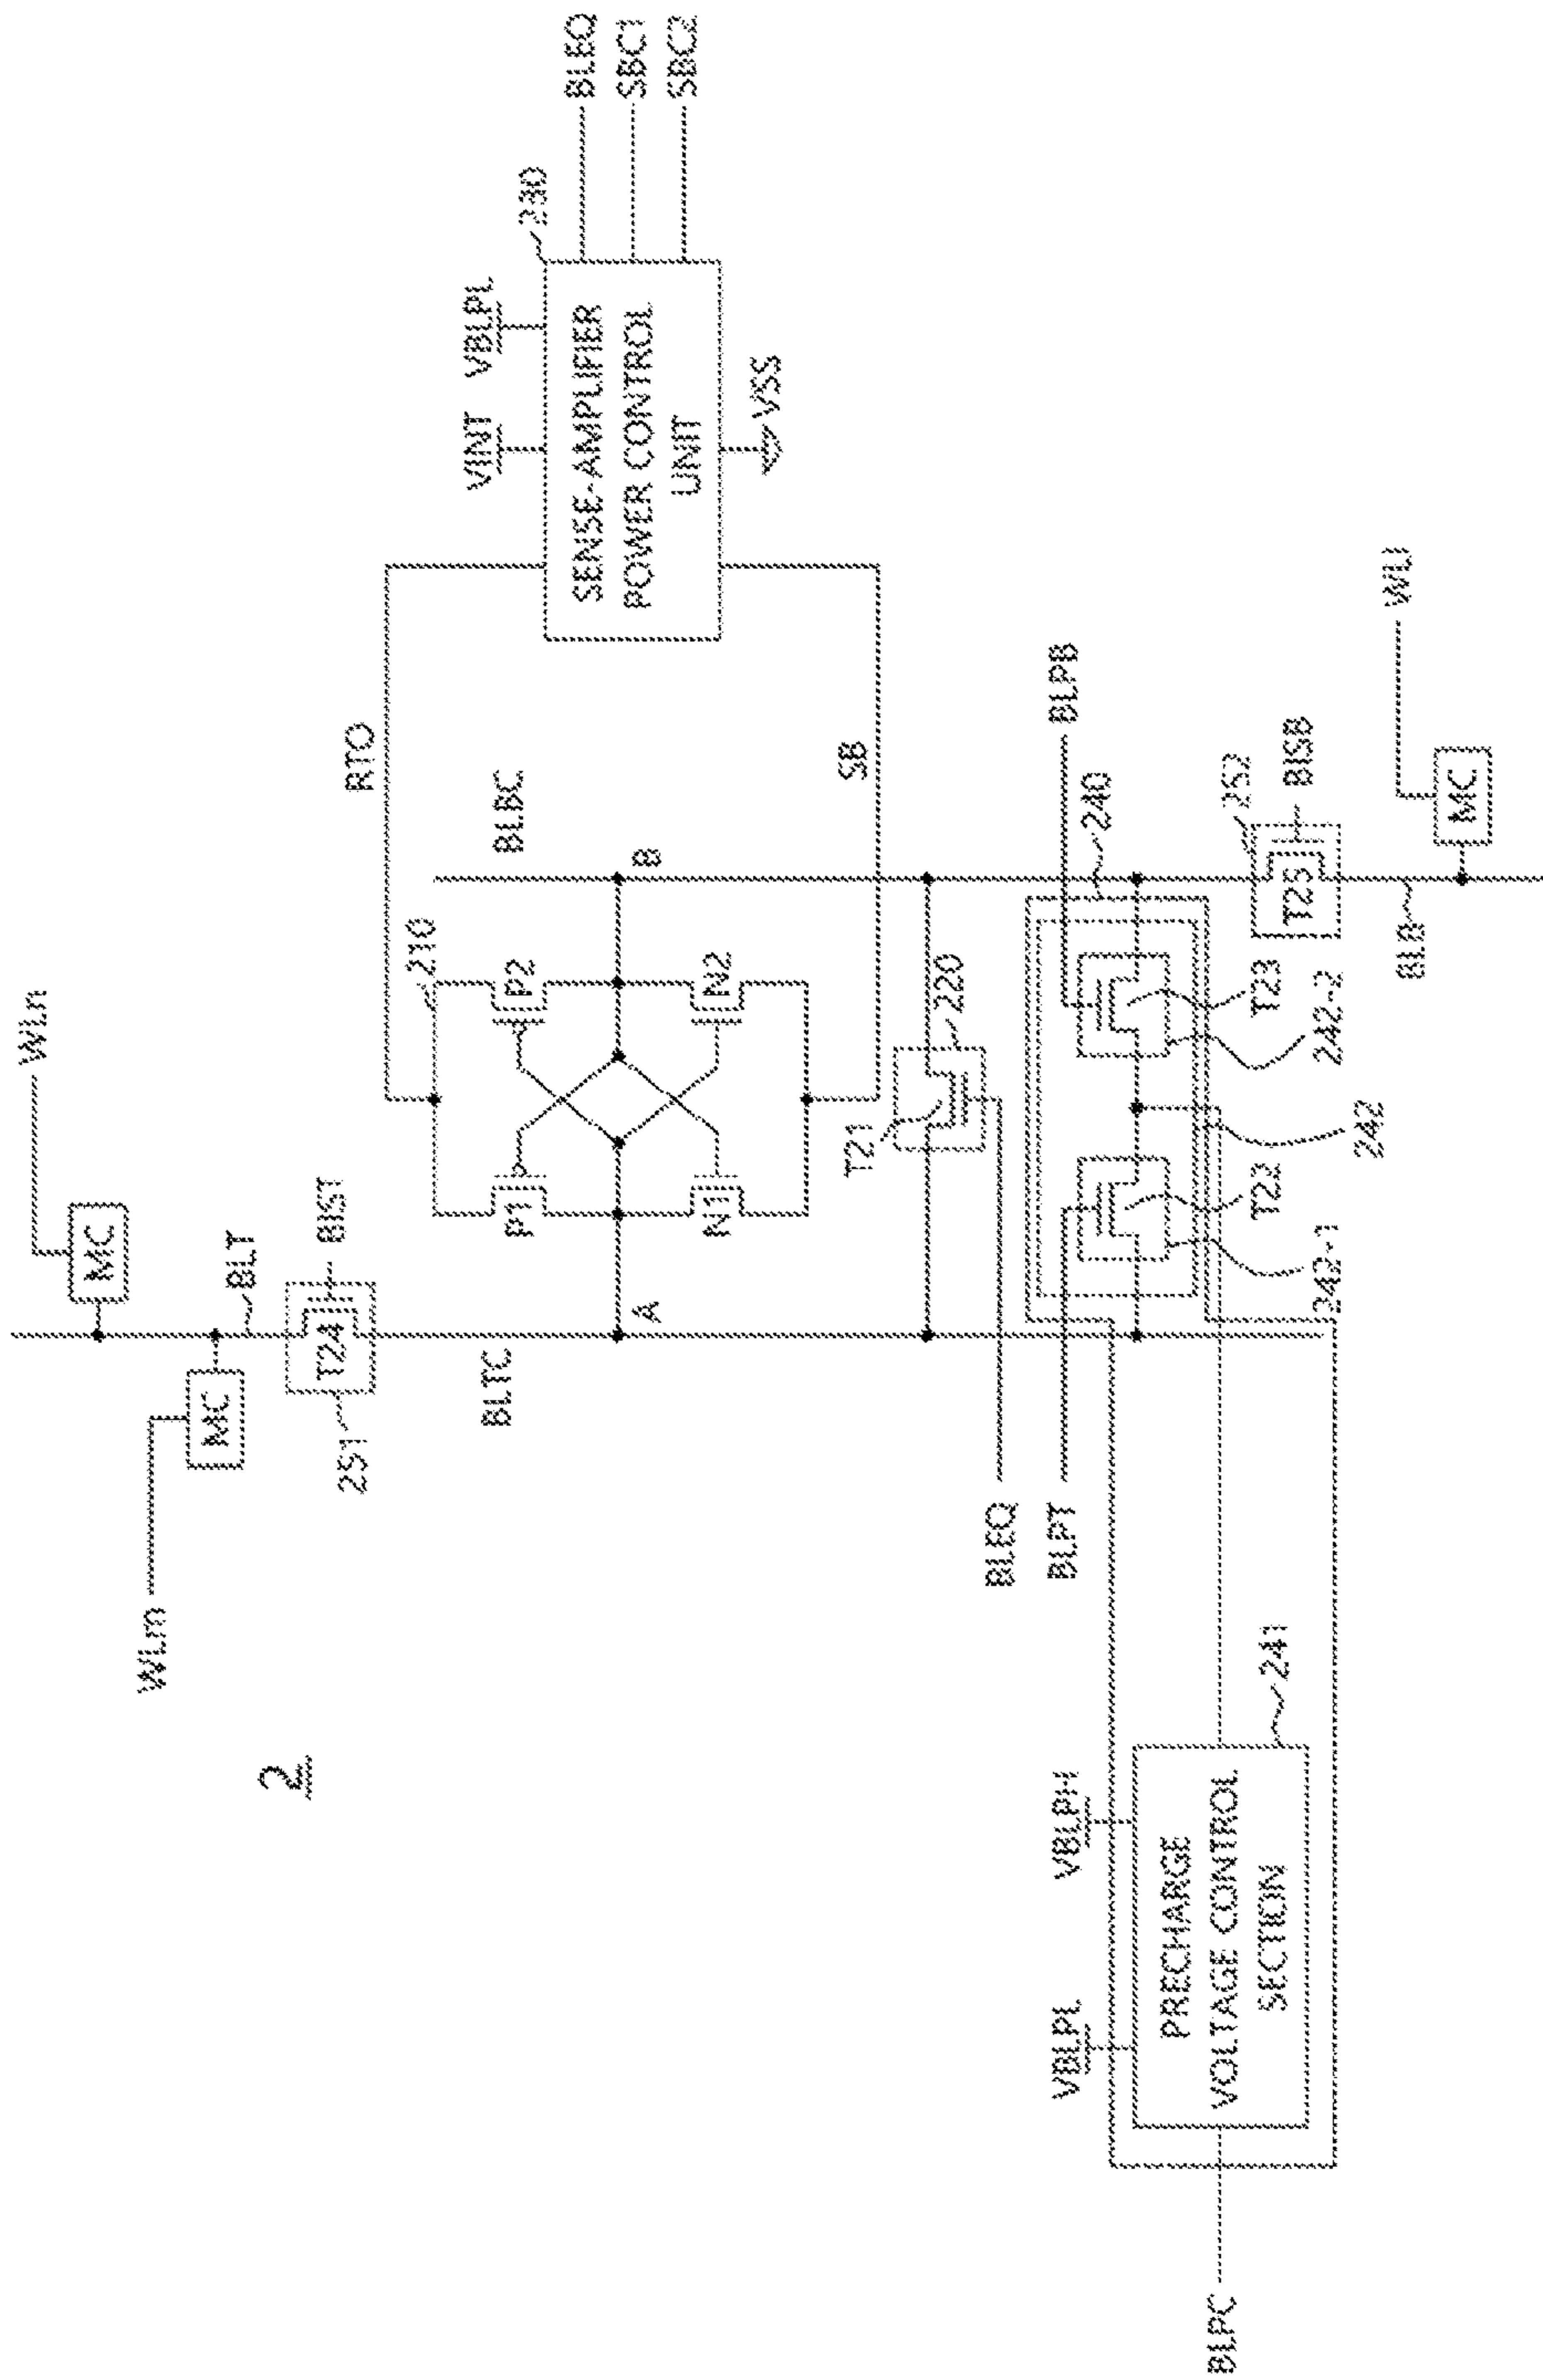 2
WLn
WLm
MC
MC
BLT
BIST
T24
251
BLTC
BLBC
RTO
210
P1
P2
N1
N2
A
B
SB
VINT
VBLPL
230
SENSE-AMPLIFIER
POWER CONTROL
UNIT
VSS
BLEQ
SBC1
SBC2
T21
220
BLEQ
BLPT
BLPB
240
T22
T23
242-1
242-2
242
252
T25
BISB
BLB
MC
VBLPL
VBLPH
PRECHARGE
VOLTAGE CONTROL
SECTION
241
BLPC